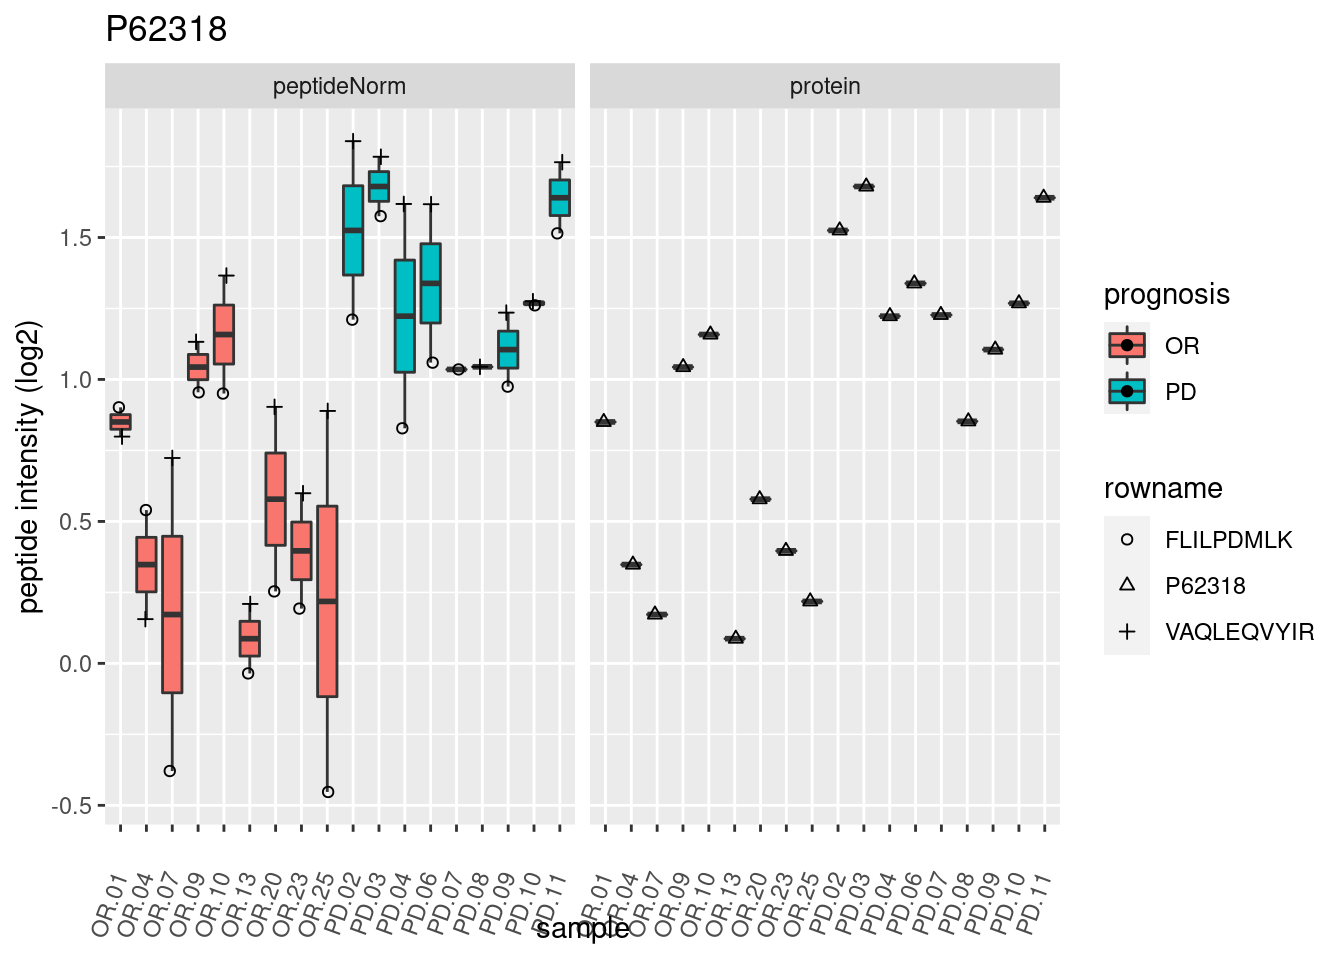 P62318
peptideNorm
protein
peptide intensity (log2)
1.5
1.0
0.5
0.0
-0.5
OR.01
OR.04
OR.07
OR.09
OR.10
OR.13
OR.20
OR.23
OR.25
PD.02
PD.03
PD.04
PD.06
PD.07
PD.08
PD.09
PD.10
PD.11
OR.01
OR.04
OR.07
OR.09
OR.10
OR.13
OR.20
OR.23
OR.25
PD.02
PD.03
PD.04
PD.06
PD.07
PD.08
PD.09
PD.10
PD.11
sample
prognosis
OR
PD
rowname
FLILPDMLK
P62318
VAQLEQVYIR